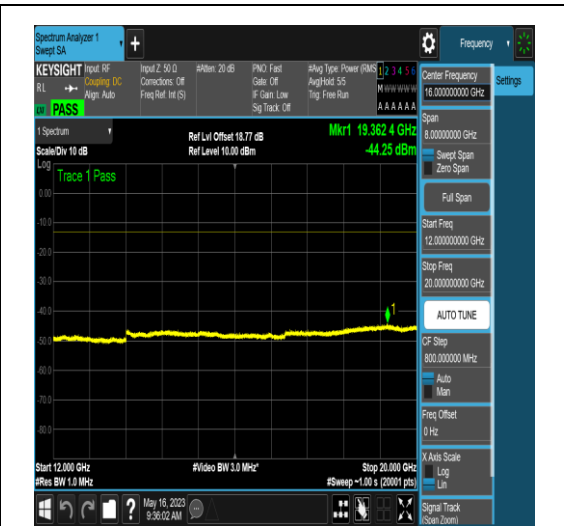 Spectrum Analyzer 1
Swept SA
+
Frequency
KEYSIGHT
Input: RF
Input Z: 50 Ω
#Atten: 20 dB
PNO: Fast
#Avg Type: Power (RMS
1 2 3 4 5 6
RL
Coupling: DC
Corrections: Off
Gate: Off
Avg|Hold: 5/5
M W W W W W
Align: Auto
Freq Ref: Int (S)
IF Gain: Low
Trig: Free Run
PASS
Sig Track: Off
A A A A A A
Center Frequency
16.000000000 GHz
Settings
1 Spectrum
Ref Lvl Offset 18.77 dB
Mkr1 19.362 4 GHz
Scale/Div 10 dB
Ref Level 10.00 dBm
-44.25 dBm
Log
Trace 1 Pass
0.00
-10.0
-20.0
-30.0
-40.0
-50.0
-60.0
-70.0
-80.0
1
Start 12.000 GHz
#Video BW 3.0 MHz*
Stop 20.000 GHz
#Res BW 1.0 MHz
#Sweep ~1.00 s (20001 pts)
Span
8.00000000 GHz
Swept Span
Zero Span
Full Span
Start Freq
12.000000000 GHz
Stop Freq
20.000000000 GHz
AUTO TUNE
CF Step
800.000000 MHz
Auto
Man
Freq Offset
0 Hz
X Axis Scale
Log
Lin
Signal Track
(Span Zoom)
?
May 16, 2023
9:36:02 AM